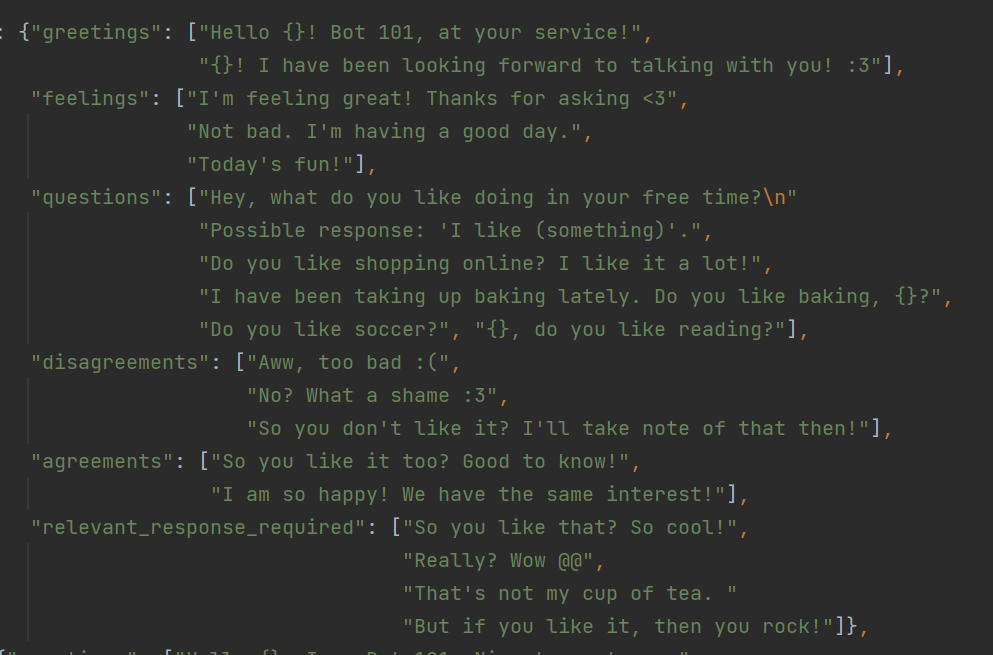 : {"greetings": ["Hello {}! Bot 101, at your service!",
"{}! I have been looking forward to talking with you! :3"],
"feelings": ["I'm feeling great! Thanks for asking <3",
"Not bad. I'm having a good day.",
"Today's fun!"],
"questions": ["Hey, what do you like doing in your free time?\n"
"Possible response: 'I like (something)'.",
"Do you like shopping online? I like it a lot!",
"I have been taking up baking lately. Do you like baking, {}?",
"Do you like soccer?", "{}, do you like reading?"],
"disagreements": ["Aww, too bad :(",
"No? What a shame :3",
"So you don't like it? I'll take note of that then!"],
"agreements": ["So you like it too? Good to know!",
"I am so happy! We have the same interest!"],
"relevant_response_required": ["So you like that? So cool!",
"Really? Wow @@",
"That's not my cup of tea. "
"But if you like it, then you rock!"]},